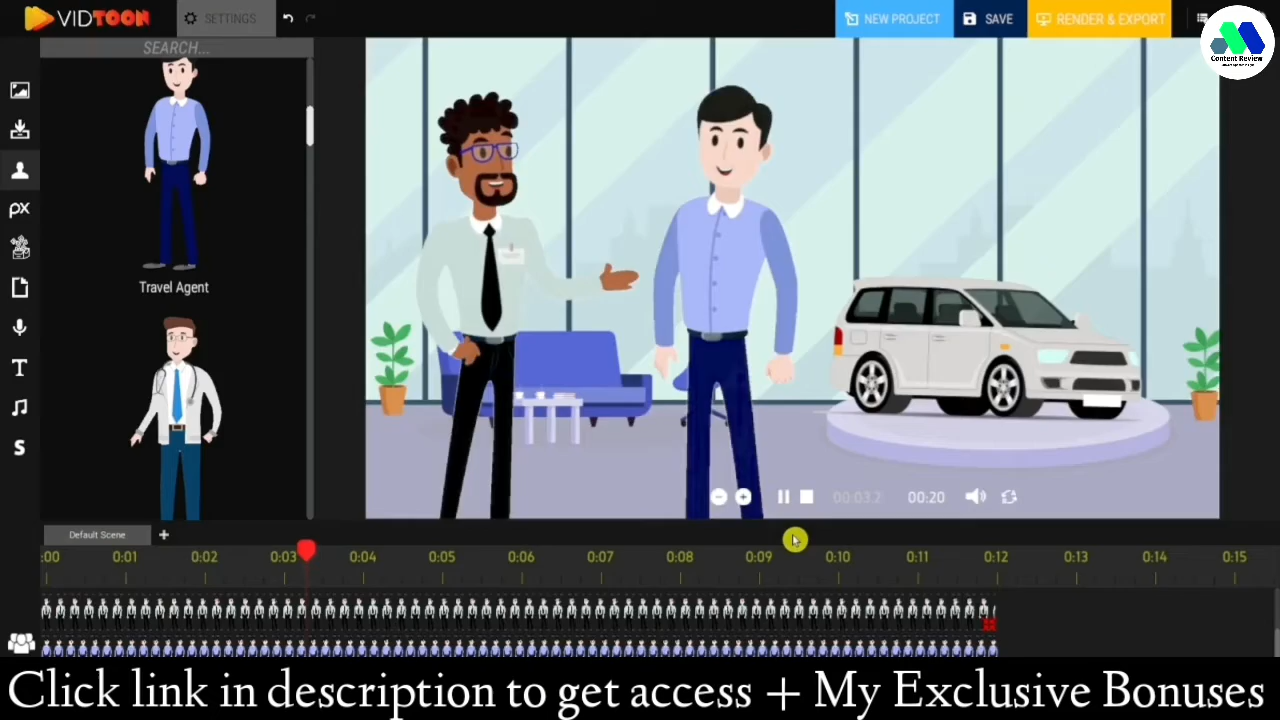 VIDTOON
SETTINGS
NEW PROJECT
SAVE
RENDER & EXPORT
Content Review
SEARCH...
Travel Agent
px
T
S
00:03.2
00:20
Default Scene
+
:00 0:01 0:02 0:03 0:04 0:05 0:06 0:07 0:08 0:09 0:10 0:11 0:12 0:13 0:14 0:15
Click link in description to get access + My Exclusive Bonuses